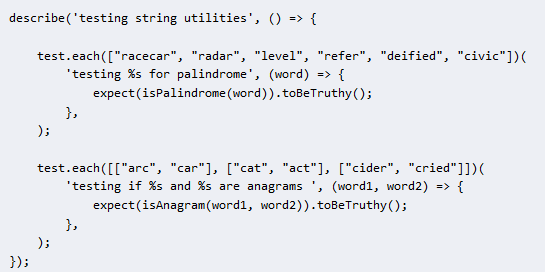 describe('testing string utilities', () => {
    test.each(["racecar", "radar", "level", "refer", "deified", "civic"])(
        'testing %s for palindrome', (word) => {
            expect(isPalindrome(word)).toBeTruthy();
        },
    );
    test.each([["arc", "car"], ["cat", "act"], ["cider", "cried"]])(
        'testing if %s and %s are anagrams ', (word1, word2) => {
            expect(isAnagram(word1, word2)).toBeTruthy();
        },
    );
});